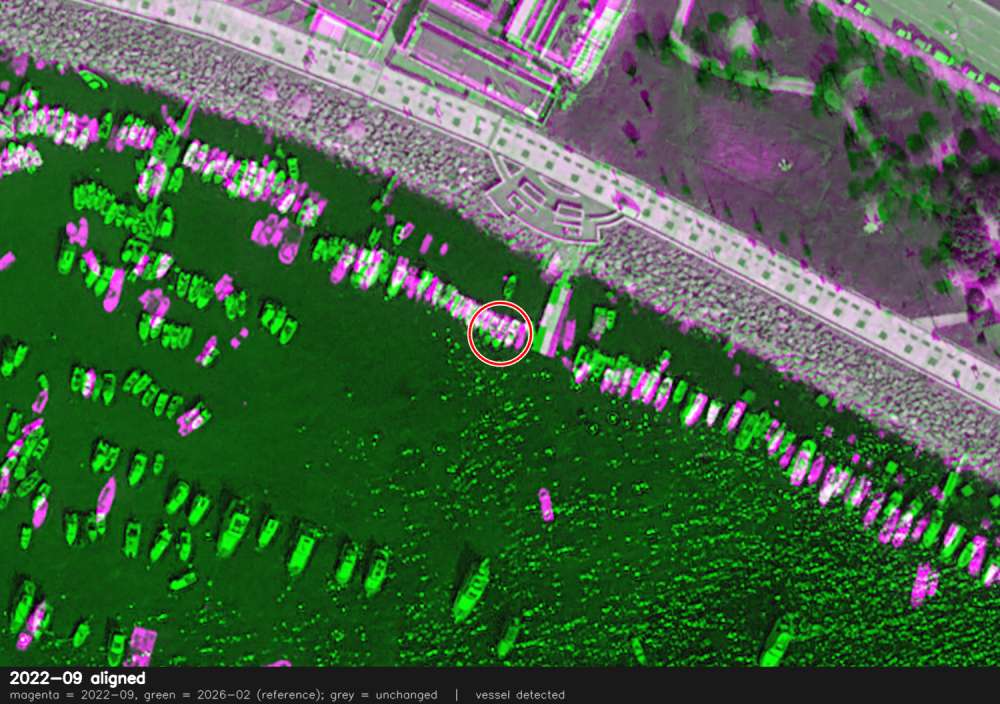 2022-09 aligned
magenta = 2022-09, green = 2026-02 (reference); grey = unchanged | vessel detected